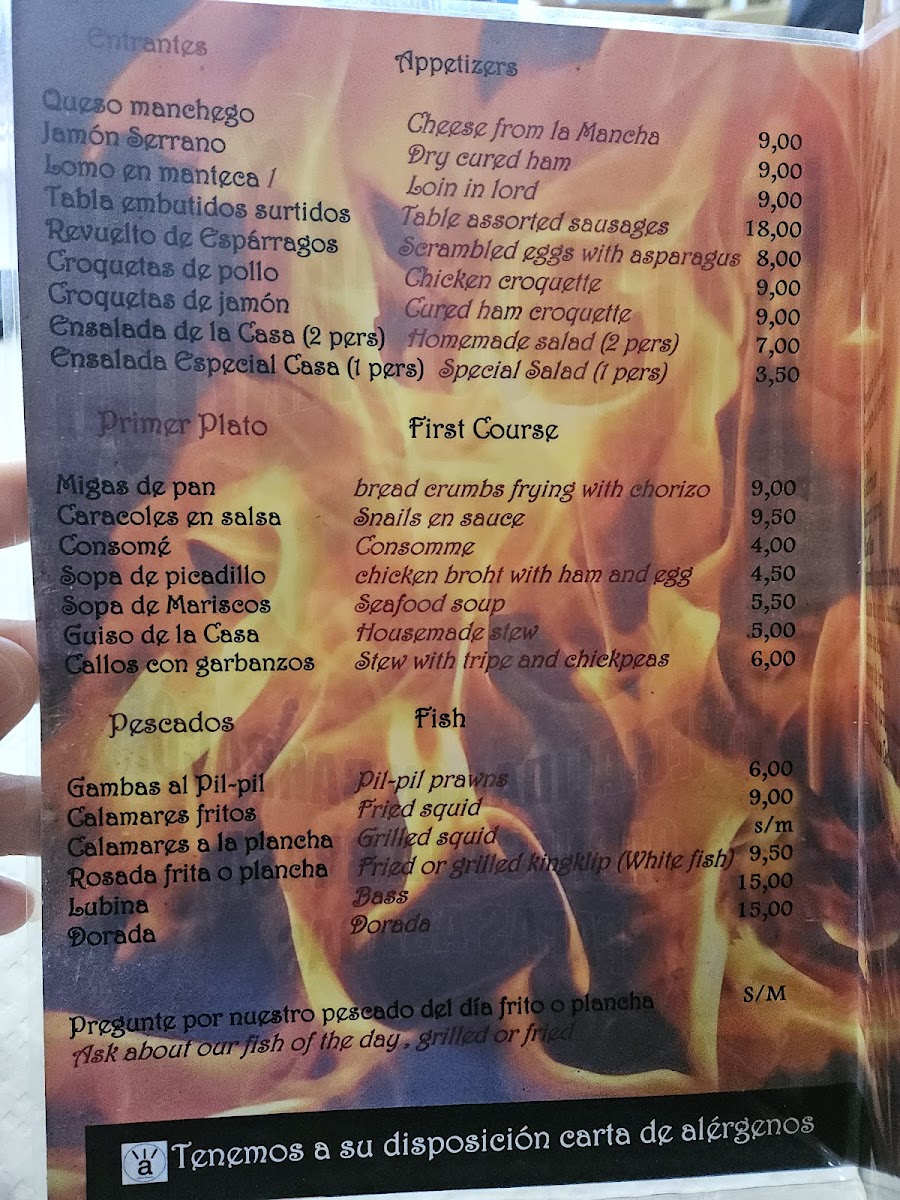 Entrantes Appetizers
Queso manchego Cheese from la Mancha 9,00
Jamón Serrano Dry cured ham 9,00
Lomo en manteca / Loin in lord 9,00
Tabla embutidos surtidos Table assorted sausages 18,00
Revuelto de Espárragos Scrambled eggs with asparagus 8,00
Croquetas de pollo Chicken croquette 9,00
Croquetas de jamón Cured ham croquette 9,00
Ensalada de la Casa (2 pers) Homemade salad (2 pers) 7,00
Ensalada Especial Casa (1 pers) Special Salad (1 pers) 3,50
Primer Plato First Course
Migas de pan bread crumbs frying with chorizo 9,00
Caracoles en salsa Snails en sauce 9,50
Consomé Consomme 4,00
Sopa de picadillo chicken broht with ham and egg 4,50
Sopa de Mariscos Seafood soup 5,50
Guiso de la Casa Housemade stew .5,00
Callos con garbanzos Stew with tripe and chickpeas 6,00
Pescados Fish
Gambas al Pil-pil Pil-pil prawns 6,00
Calamares fritos Fried squid 9,00
Calamares a la plancha Grilled squid s/m
Rosada frita o plancha Fried or grilled kingklip (White fish) 9,50
Lubina Bass 15,00
Dorada Dorada 15,00
Pregunte por nuestro pescado del día frito o plancha S/M
Ask about our fish of the day . grilled or fried
a Tenemos a su disposición carta de alérgenos